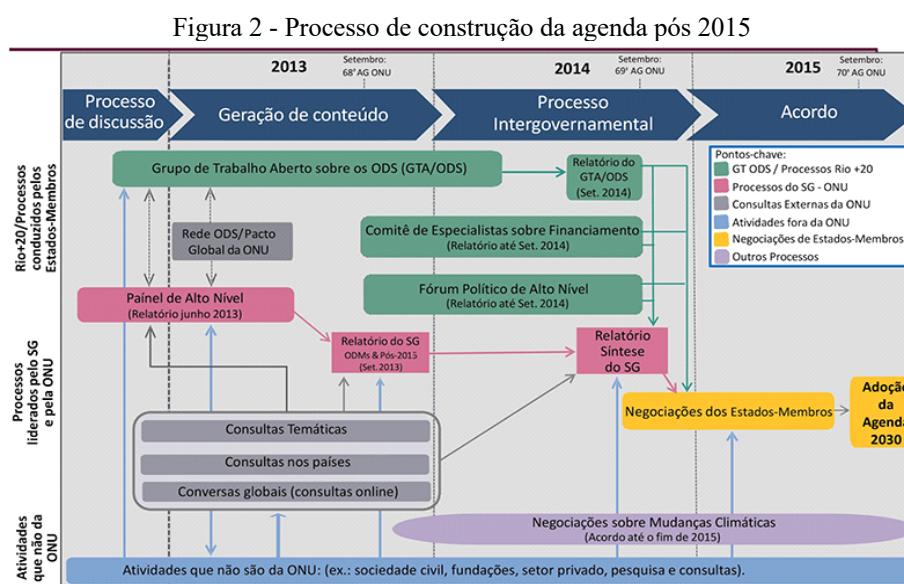 Figura 2 - Processo de construção da agenda pós 2015
2013
Setembro:
68ª AG ONU
2014
Setembro:
69ª AG ONU
2015
Setembro:
70ª AG ONU
Processo
de discussão
Geração de conteúdo
Processo
Intergovernamental
Acordo
Rio+20/Processos
conduzidos pelos
Estados-Membros
Grupo de Trabalho Aberto sobre os ODS (GTA/ODS)
Relatório do
GTA/ODS
(Set. 2014)
Pontos-chave:
GT ODS / Processos Rio +20
Processos do SG - ONU
Consultas Externas da ONU
Atividades fora da ONU
Negociações de Estados-Membros
Outros Processos
Rede ODS/Pacto
Global da ONU
Comitê de Especialistas sobre Financiamento
(Relatório até Set. 2014)
Fórum Político de Alto Nível
(Relatório até Set. 2014)
Processos
liderados pelo SG
e pela ONU
Paínel de Alto Nível
(Relatório junho 2013)
Relatório do SG
ODMs & Pós-2015
(Set.2013)
Relatório
Síntese
do SG
Negociações dos Estados-Membros
Adoção
da
Agenda
2030
Consultas Temáticas
Consultas nos países
Conversas globais (consultas online)
Atividades
que não da
ONU
Negociações sobre Mudanças Climáticas
(Acordo até o fim de 2015)
Atividades que não são da ONU: (ex.: sociedade civil, fundações, setor privado, pesquisa e consultas).